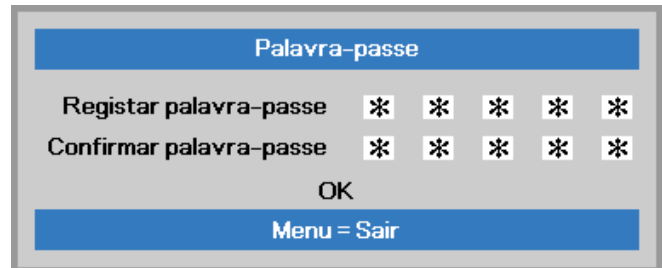 Palavra-passe
Registar palavra-passe * * * * *
Confirmar palavra-passe * * * * *
OK
Menu = Sair